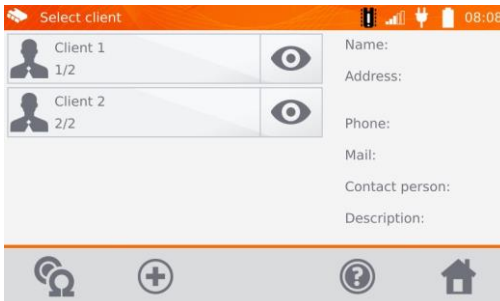 Select client
08:08
Client 1
1/2
Client 2
2/2
Name:
Address:
Phone:
Mail:
Contact person:
Description: